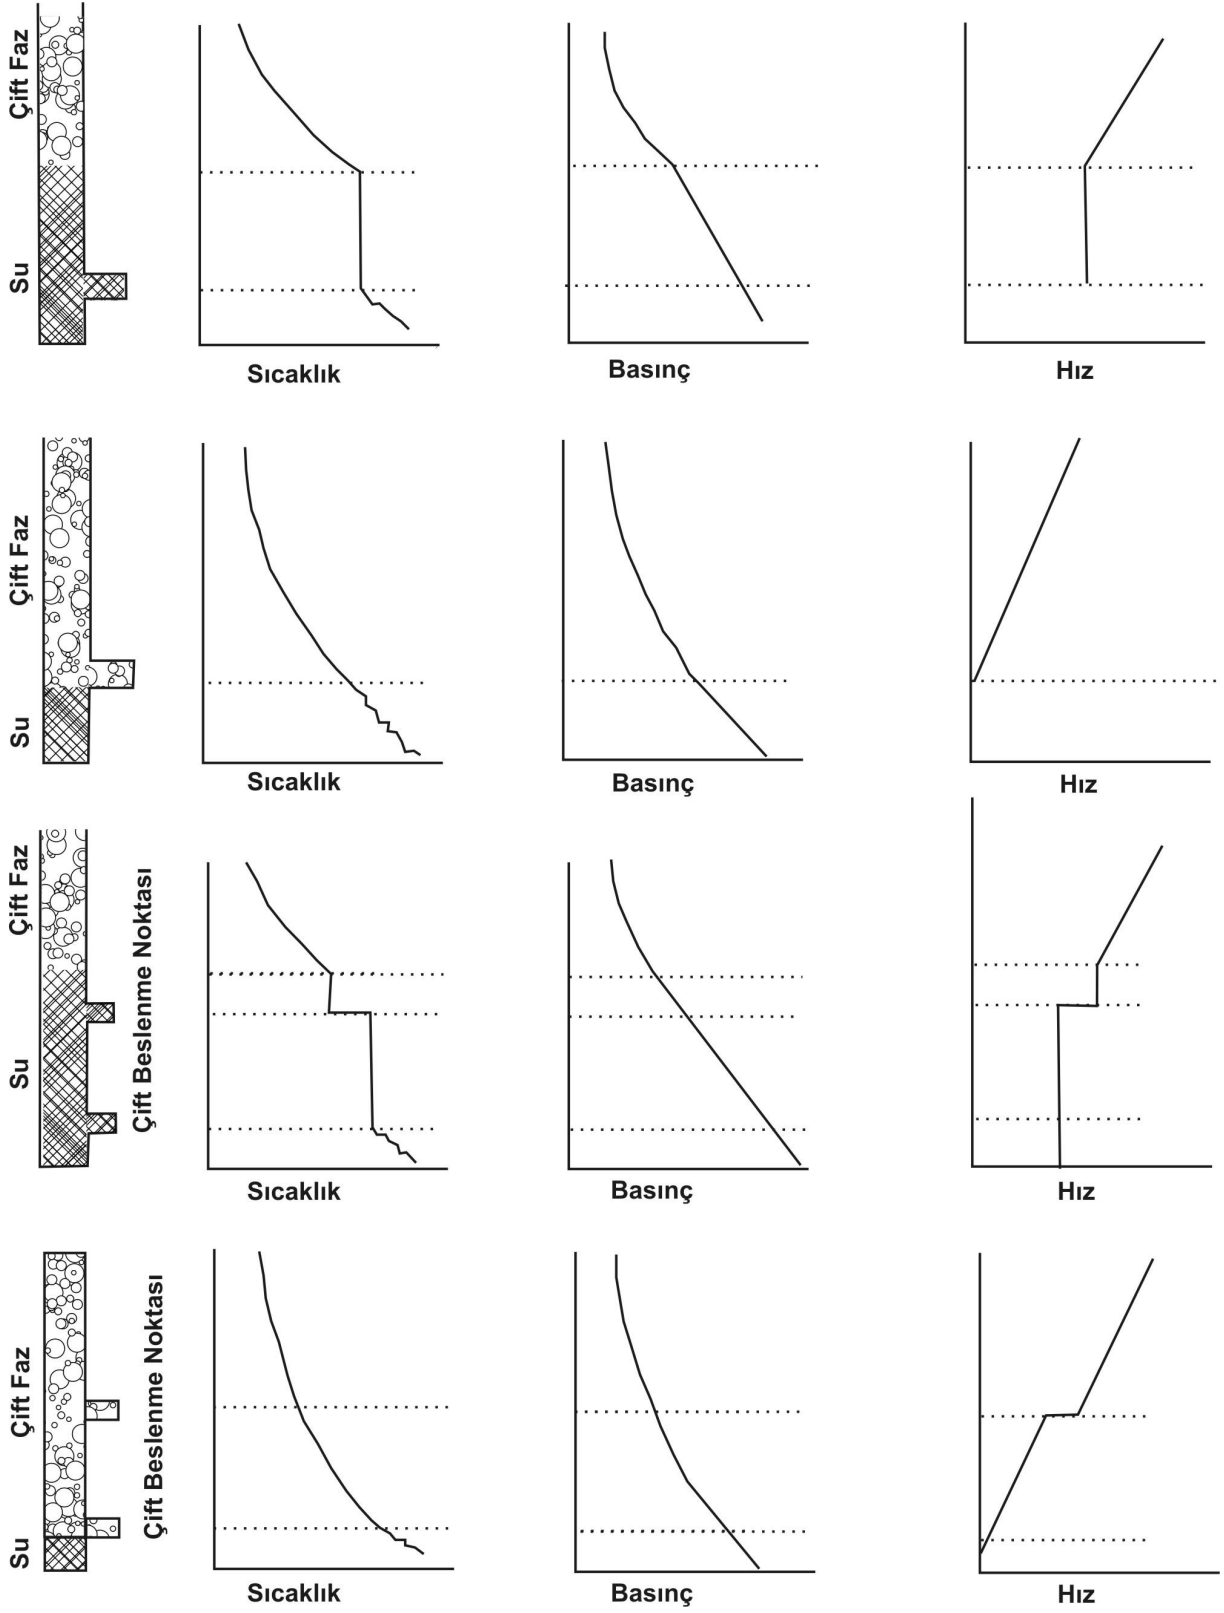 Çift Faz
Su
Sıcaklık
Basınç
Hız
Çift Faz
Su
Sıcaklık
Basınç
Hız
Çift Faz
Su
Çift Beslenme Noktası
Sıcaklık
Basınç
Hız
Çift Faz
Su
Çift Beslenme Noktası
Sıcaklık
Basınç
Hız